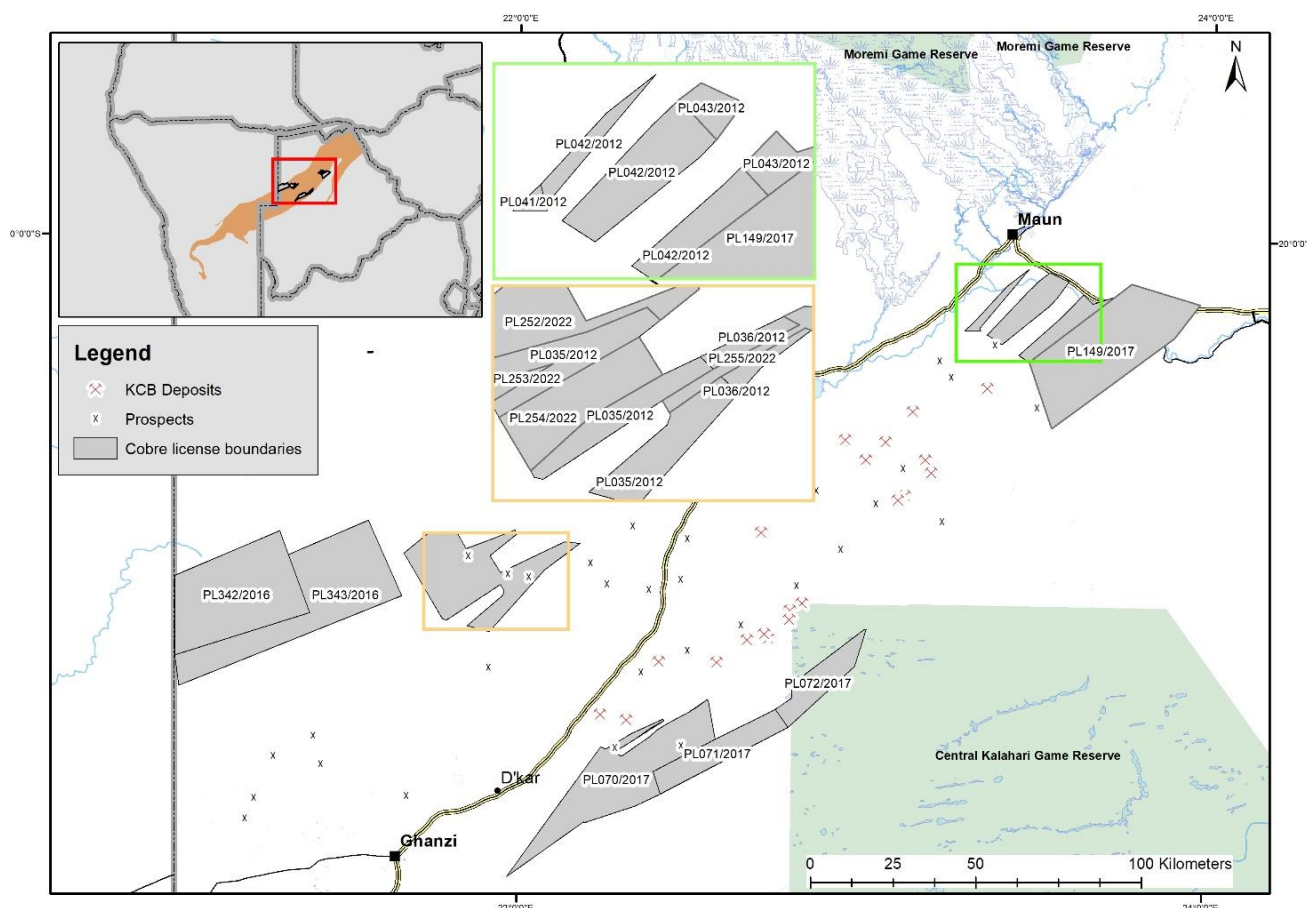 22°0'0"E
24°0'0"E
Moremi Game Reserve
Moremi Game Reserve
N
PL043/2012
PL042/2012
PL043/2012
PL042/2012
PL041/2012
PL149/2017
PL042/2012
Maun
0°0'0"S
20°0'0"
PL252/2022
PL036/2012
PL035/2012
PL255/2022
PL253/2022
PL036/2012
PL254/2022
PL035/2012
PL035/2012
PL149/2017
Legend
KCB Deposits
Prospects
Cobre license boundaries
-
PL342/2016
PL343/2016
PL072/2017
PL071/2017
PL070/2017
D'kar
Ghanzi
Central Kalahari Game Reserve
0 25 50 100 Kilometers